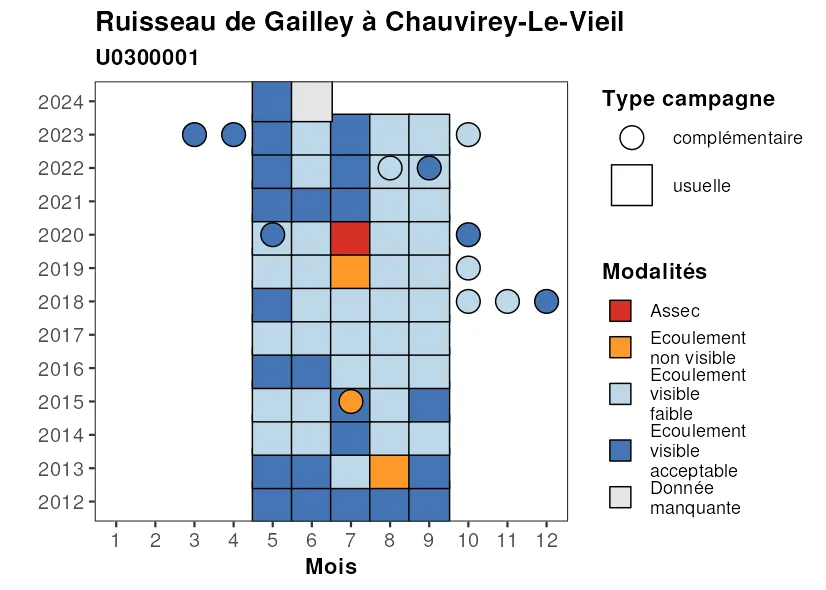 Ruisseau de Gailley à Chauvirey-Le-Vieil
U0300001
2024
2023
2022
2021
2020
2019
2018
2017
2016
2015
2014
2013
2012
1 2 3 4 5 6 7 8 9 10 11 12
Mois
Type campagne
complémentaire
usuelle
Modalités
Assec
Ecoulement
non visible
Ecoulement
visible
faible
Ecoulement
visible
acceptable
Donnée
manquante